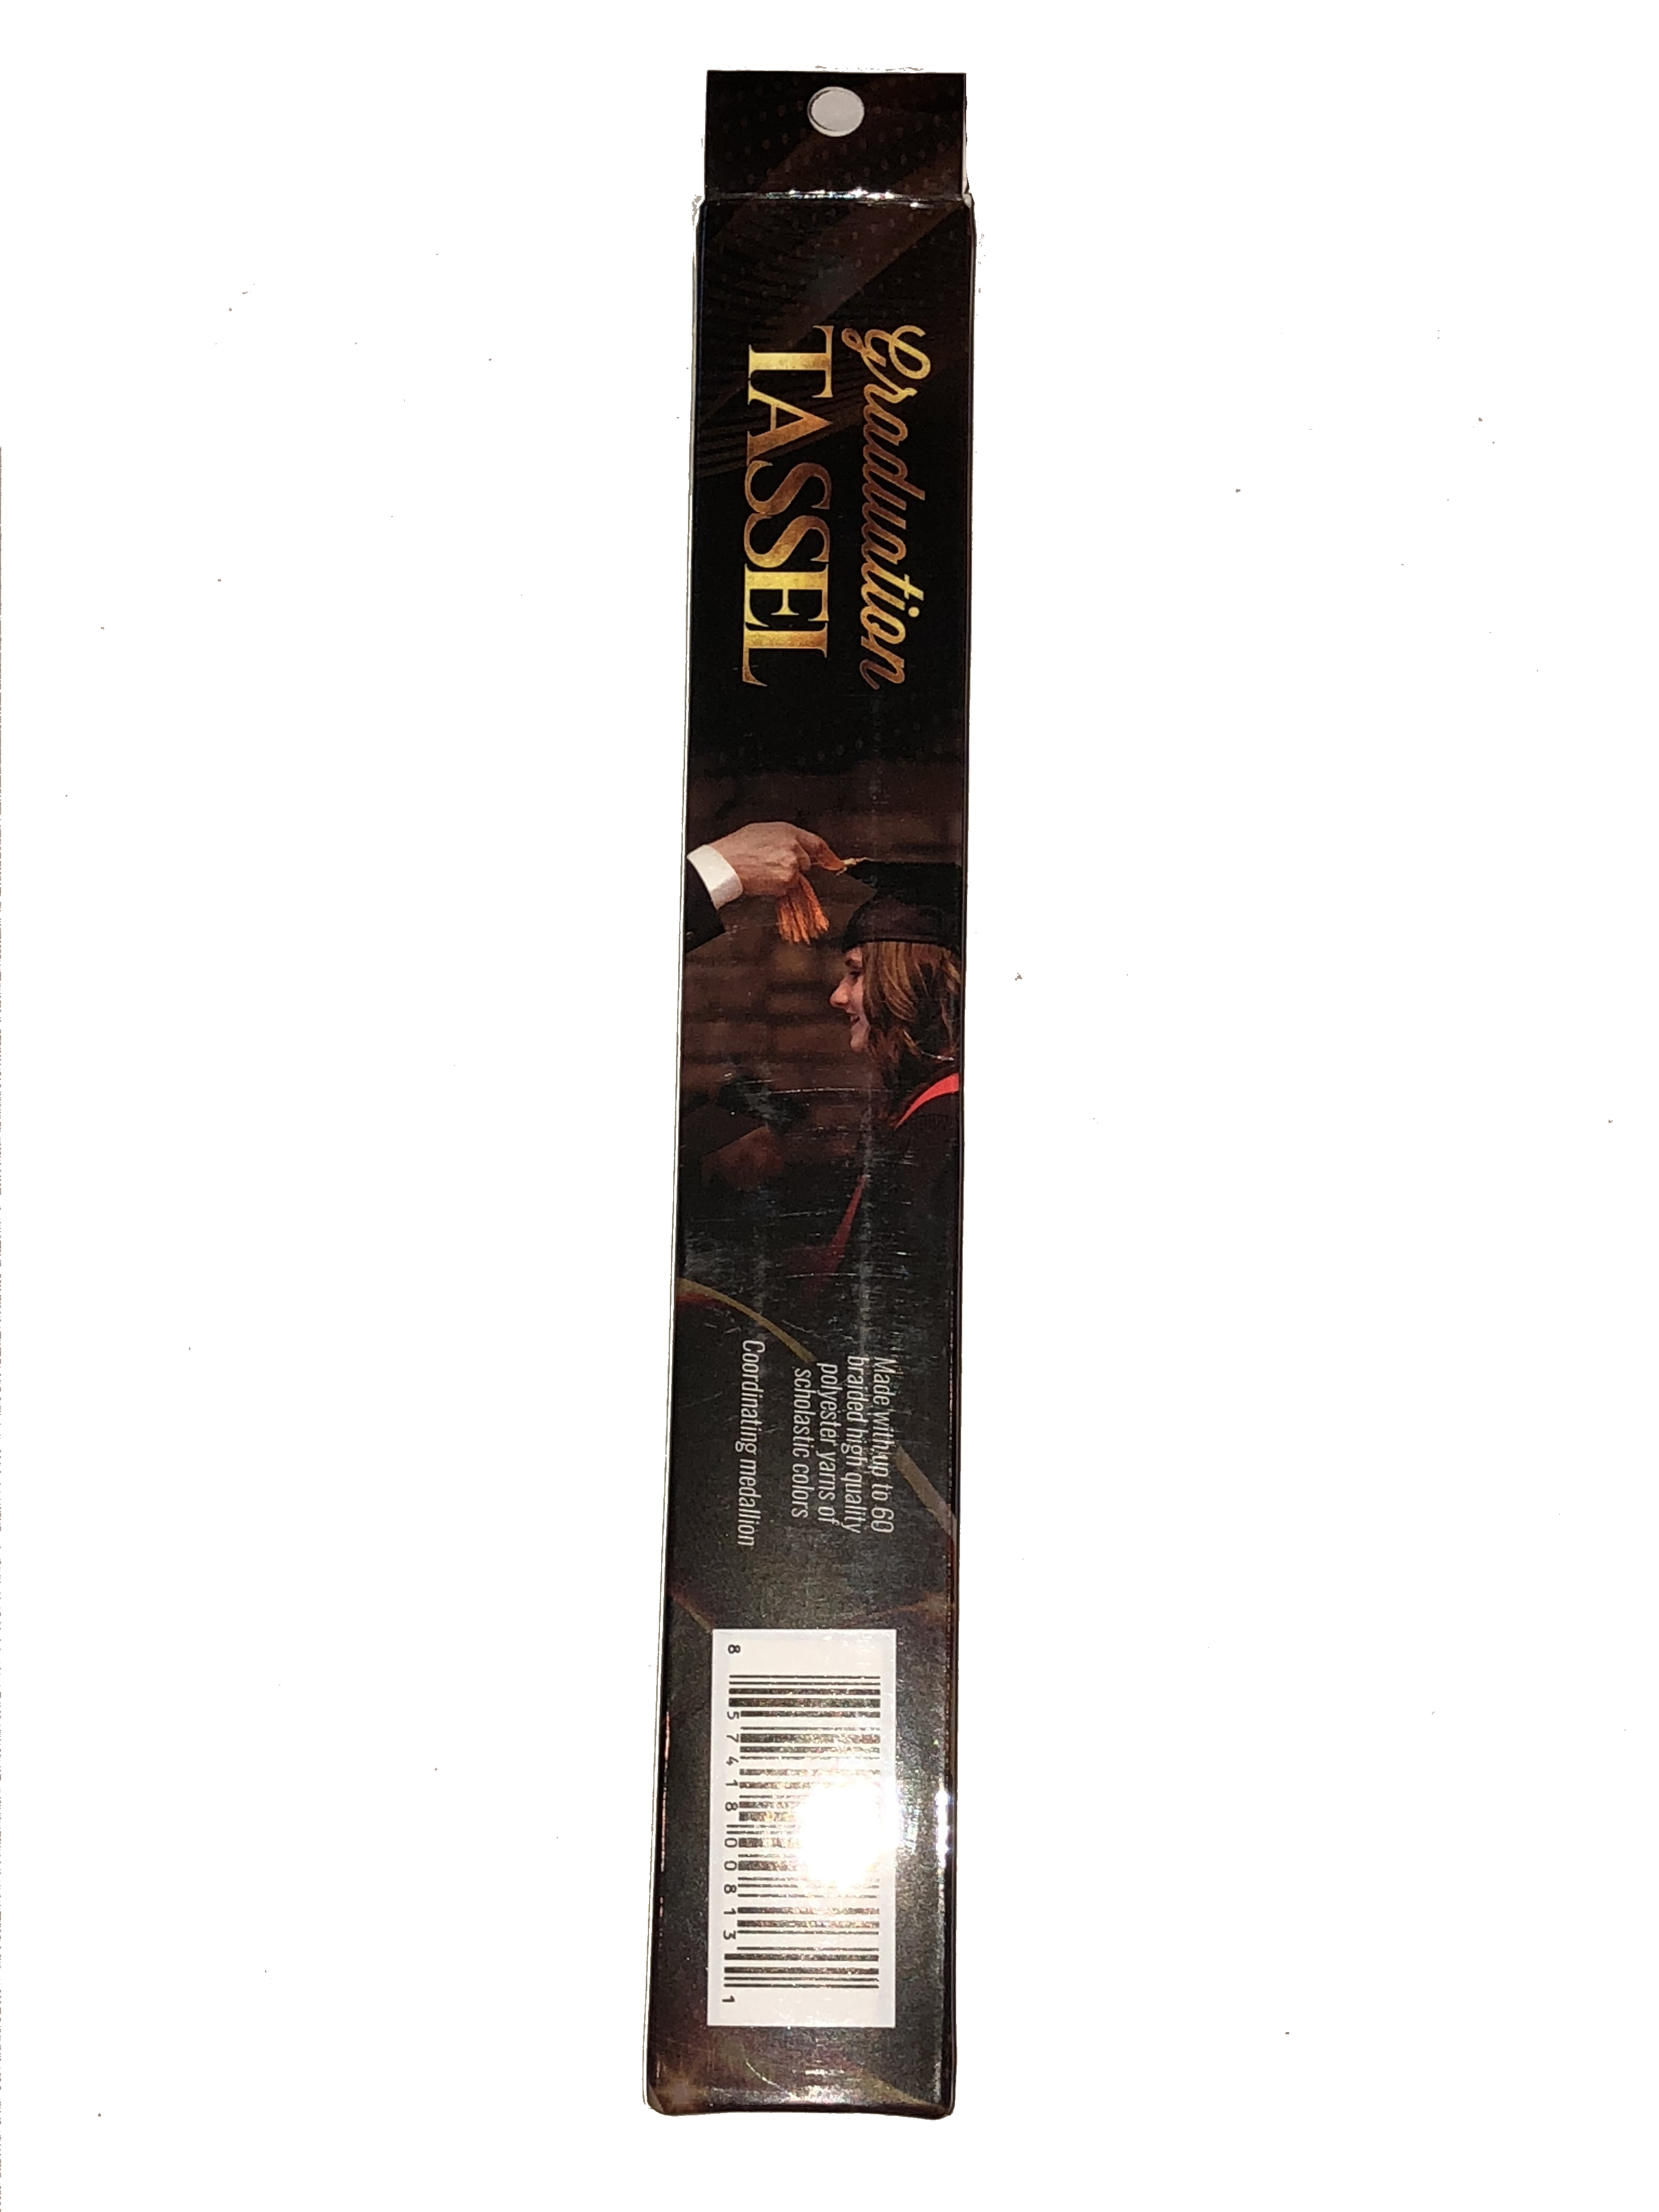 Graduation
TASSEL
Made with up to 60
braided high quality
polyester yarns of
scholastic colors
Coordinating medallion
8 57418 00813 1